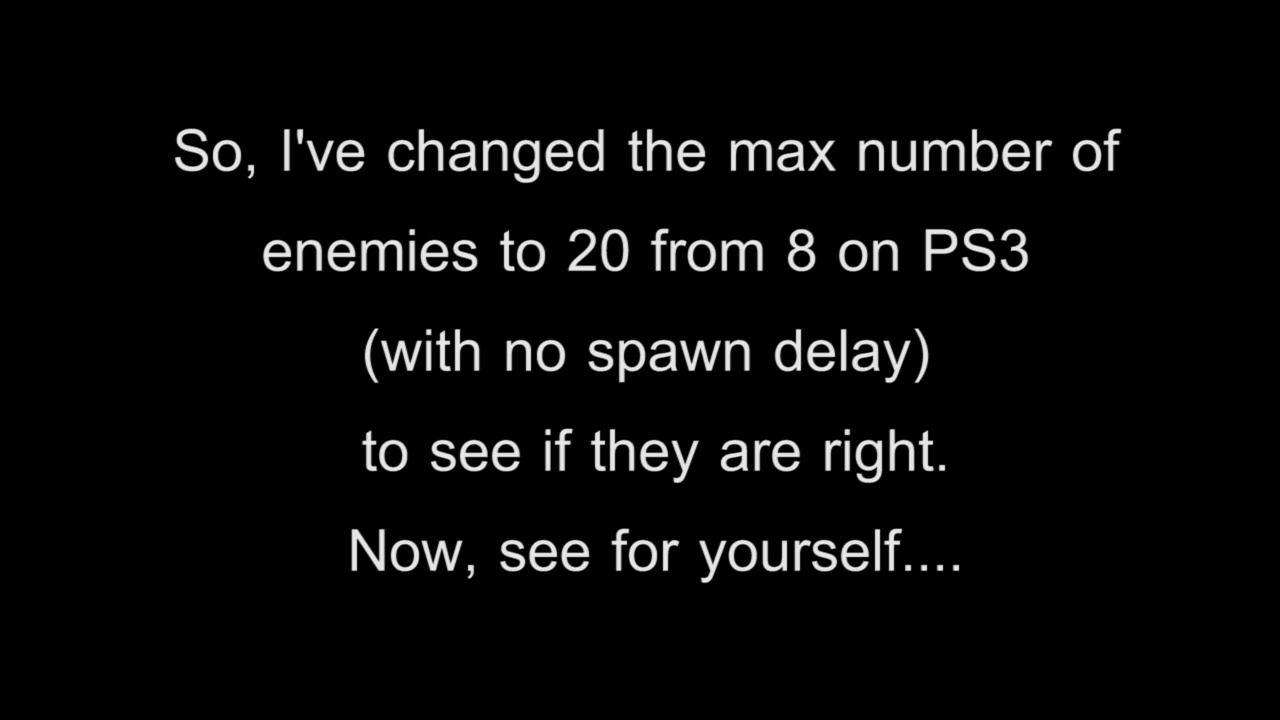 So, I've changed the max number of
enemies to 20 from 8 on PS3
(with no spawn delay)
to see if they are right.
Now, see for yourself....